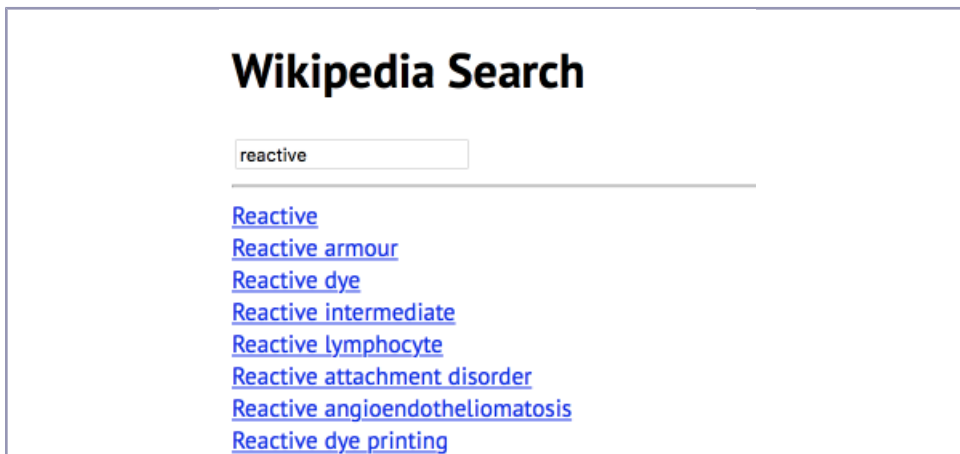 Wikipedia Search
reactive
Reactive
Reactive armour
Reactive dye
Reactive intermediate
Reactive lymphocyte
Reactive attachment disorder
Reactive angioendotheliomatosis
Reactive dye printing